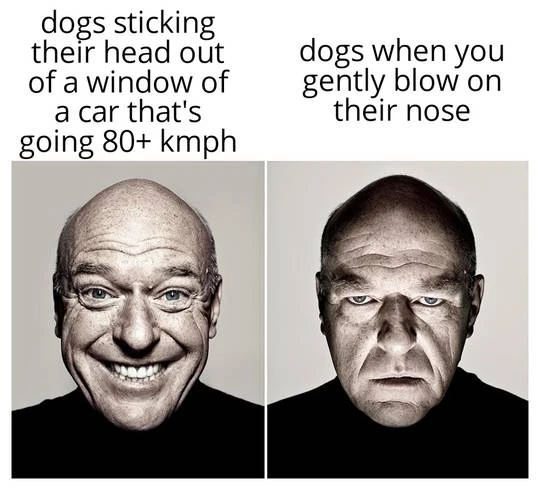 dogs sticking
their head out
of a window of
a car that's
going 80+ kmph
dogs when you
gently blow on
their nose